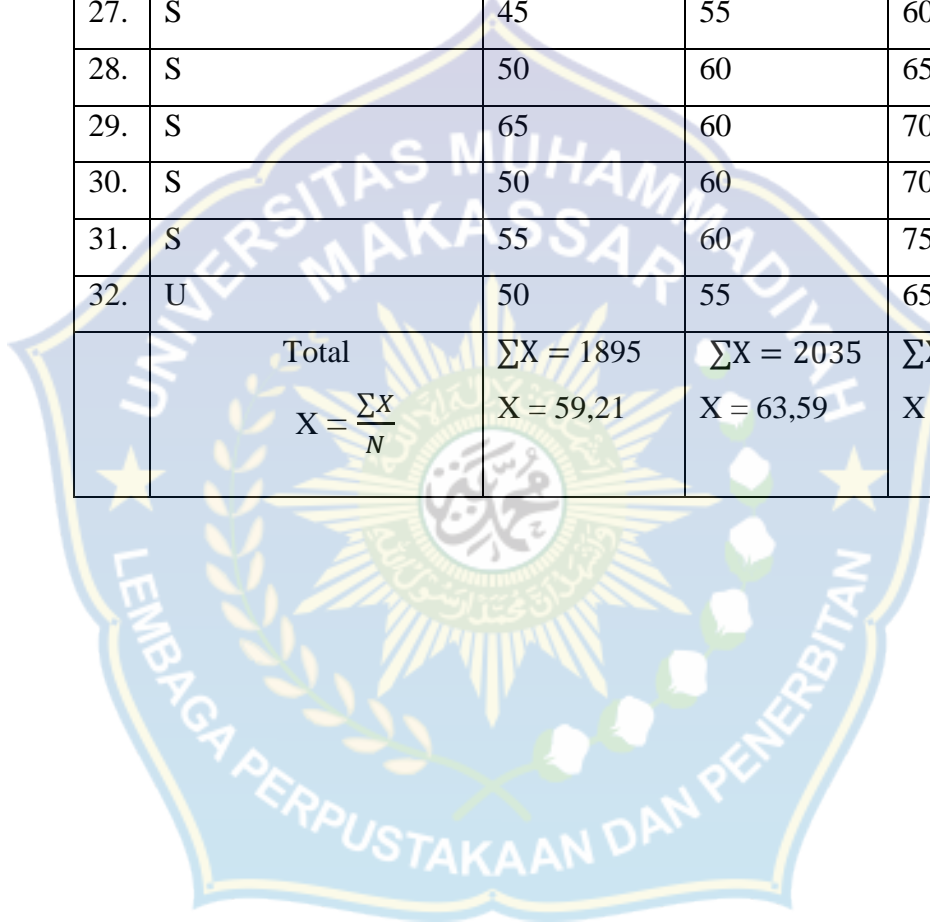 27. S 45 55 60
28. S 50 60 65
29. S 65 60 70
30. S 50 60 70
31. S 55 60 75
32. U 50 55 65
Total ∑X = 1895 ∑X = 2035
X = ∑X/N X = 59,21 X = 63,59 X
UNIVERSITAS MUHAMMADIYAH
MAKASSAR
LEMBAGA PERPUSTAKAAN DAN PENERBITAN